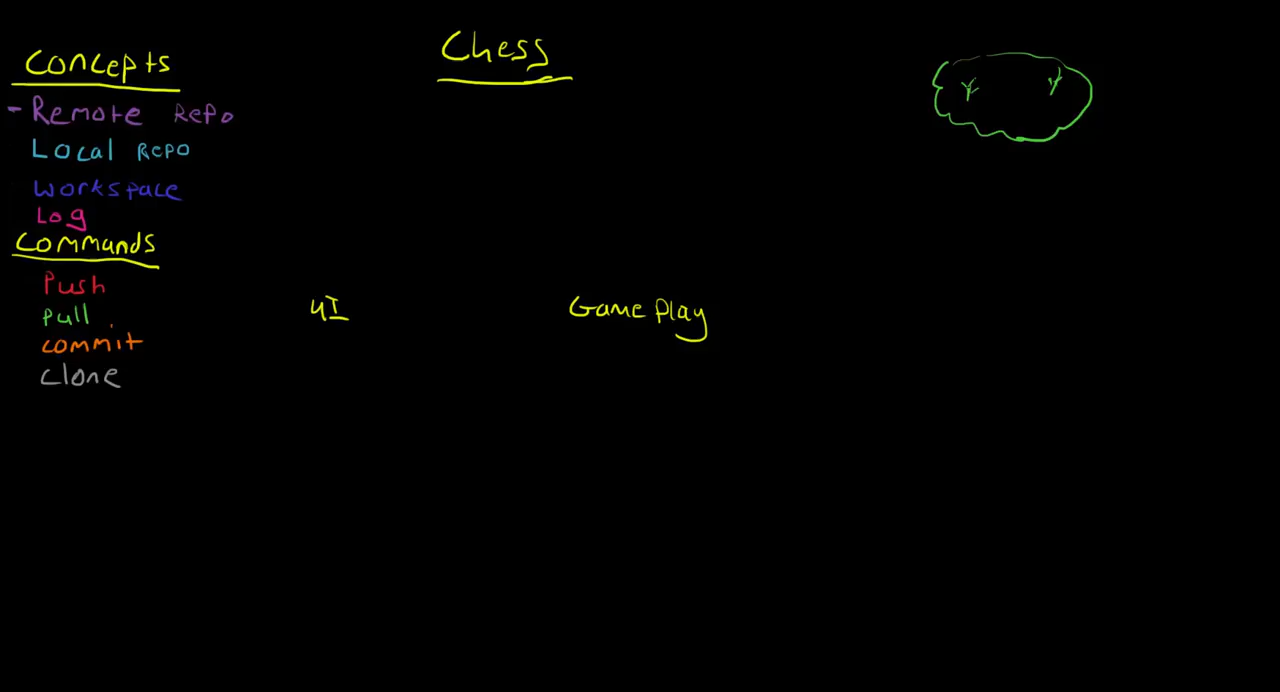 Concepts
- Remote Repo
Local Repo
Workspace
Log
Commands
Push
Pull
Commit
Clone
Chess
UI
Game Play